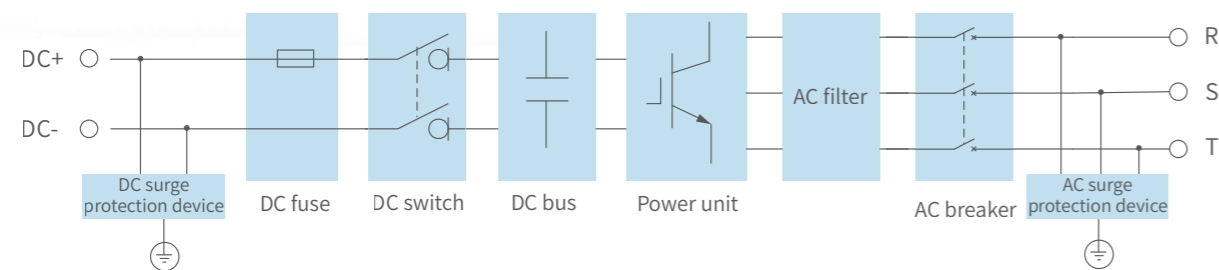 DC+
DC-
DC surge
protection device
DC fuse
DC switch
DC bus
Power unit
AC filter
AC breaker
AC surge
protection device
R
S
T